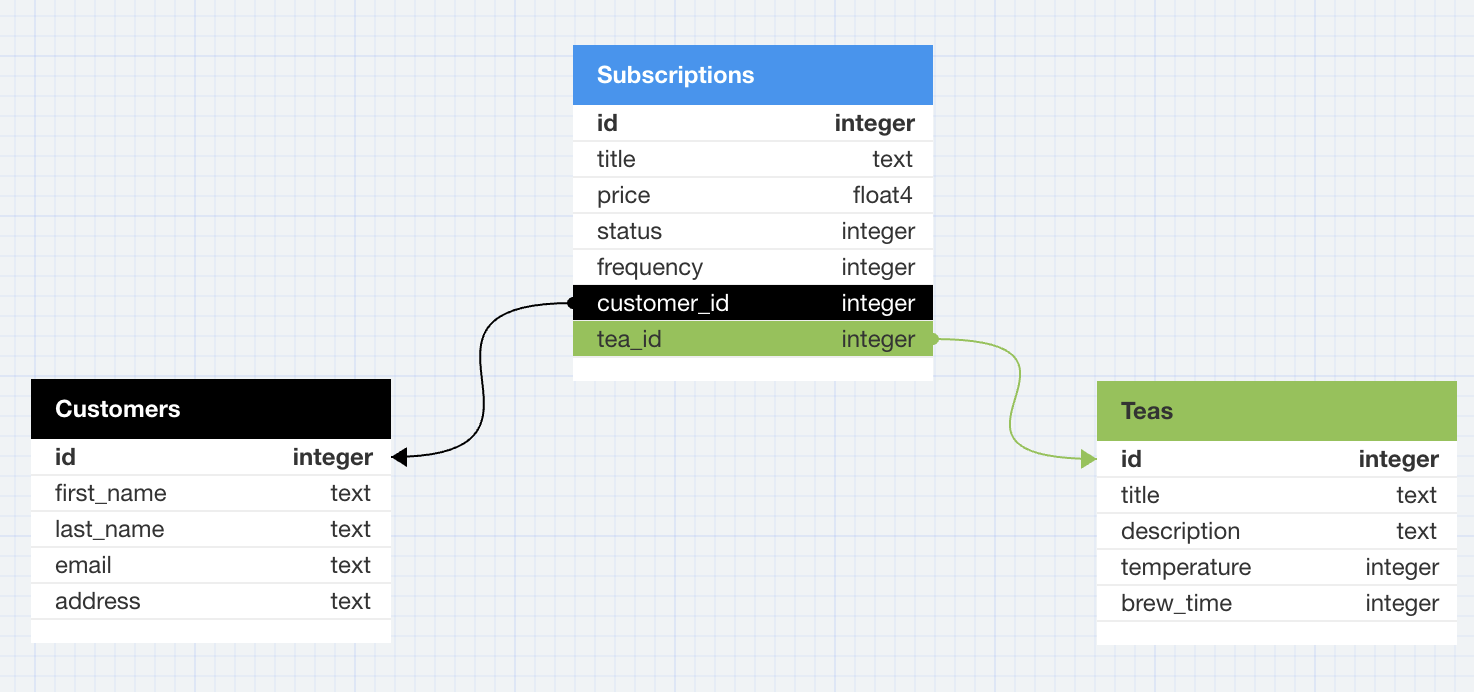 Subscriptions
id integer
title text
price float4
status integer
frequency integer
customer_id integer
tea_id integer
Customers
id integer
first_name text
last_name text
email text
address text
Teas
id integer
title text
description text
temperature integer
brew_time integer